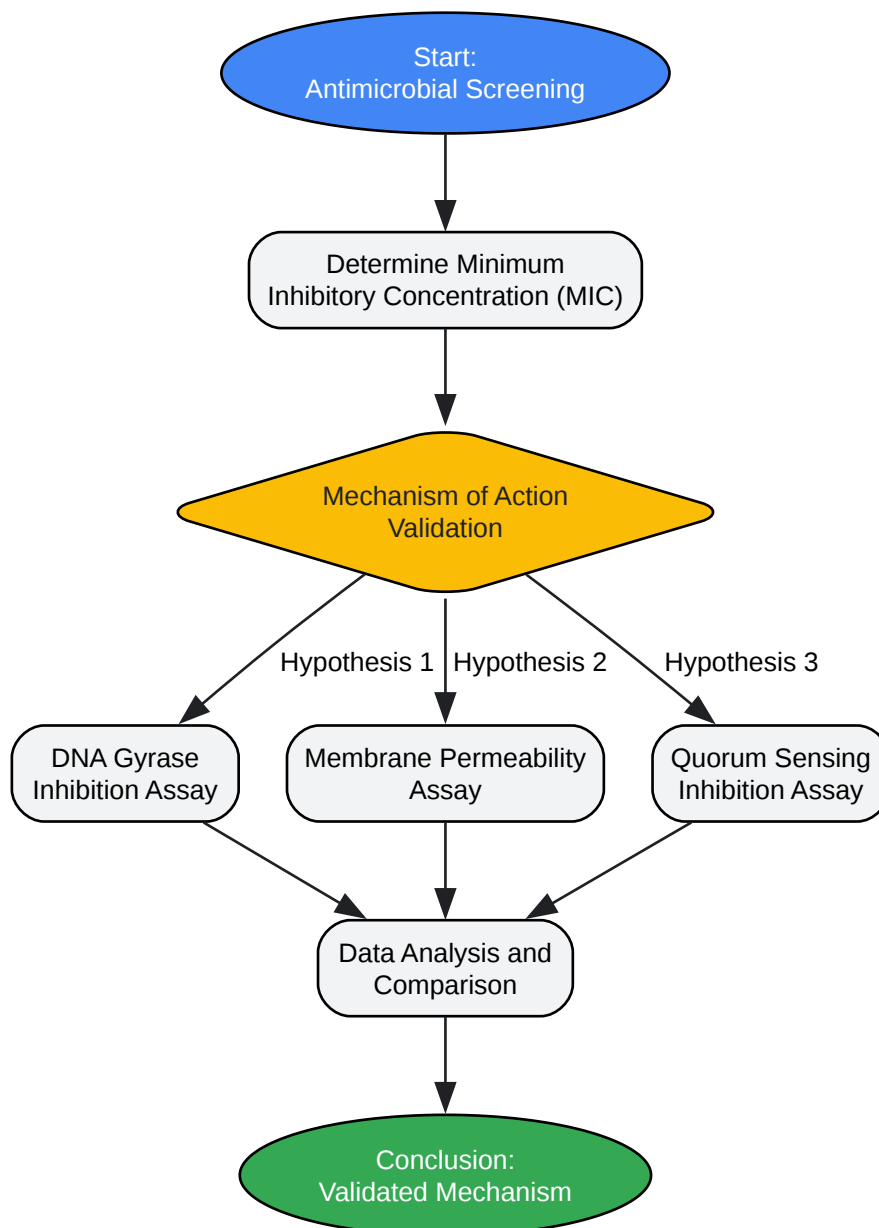 Start:
Antimicrobial Screening
Determine Minimum
Inhibitory Concentration (MIC)
Mechanism of Action
Validation
Hypothesis 1
Hypothesis 2
Hypothesis 3
DNA Gyrase
Inhibition Assay
Membrane Permeability
Assay
Quorum Sensing
Inhibition Assay
Data Analysis and
Comparison
Conclusion:
Validated Mechanism